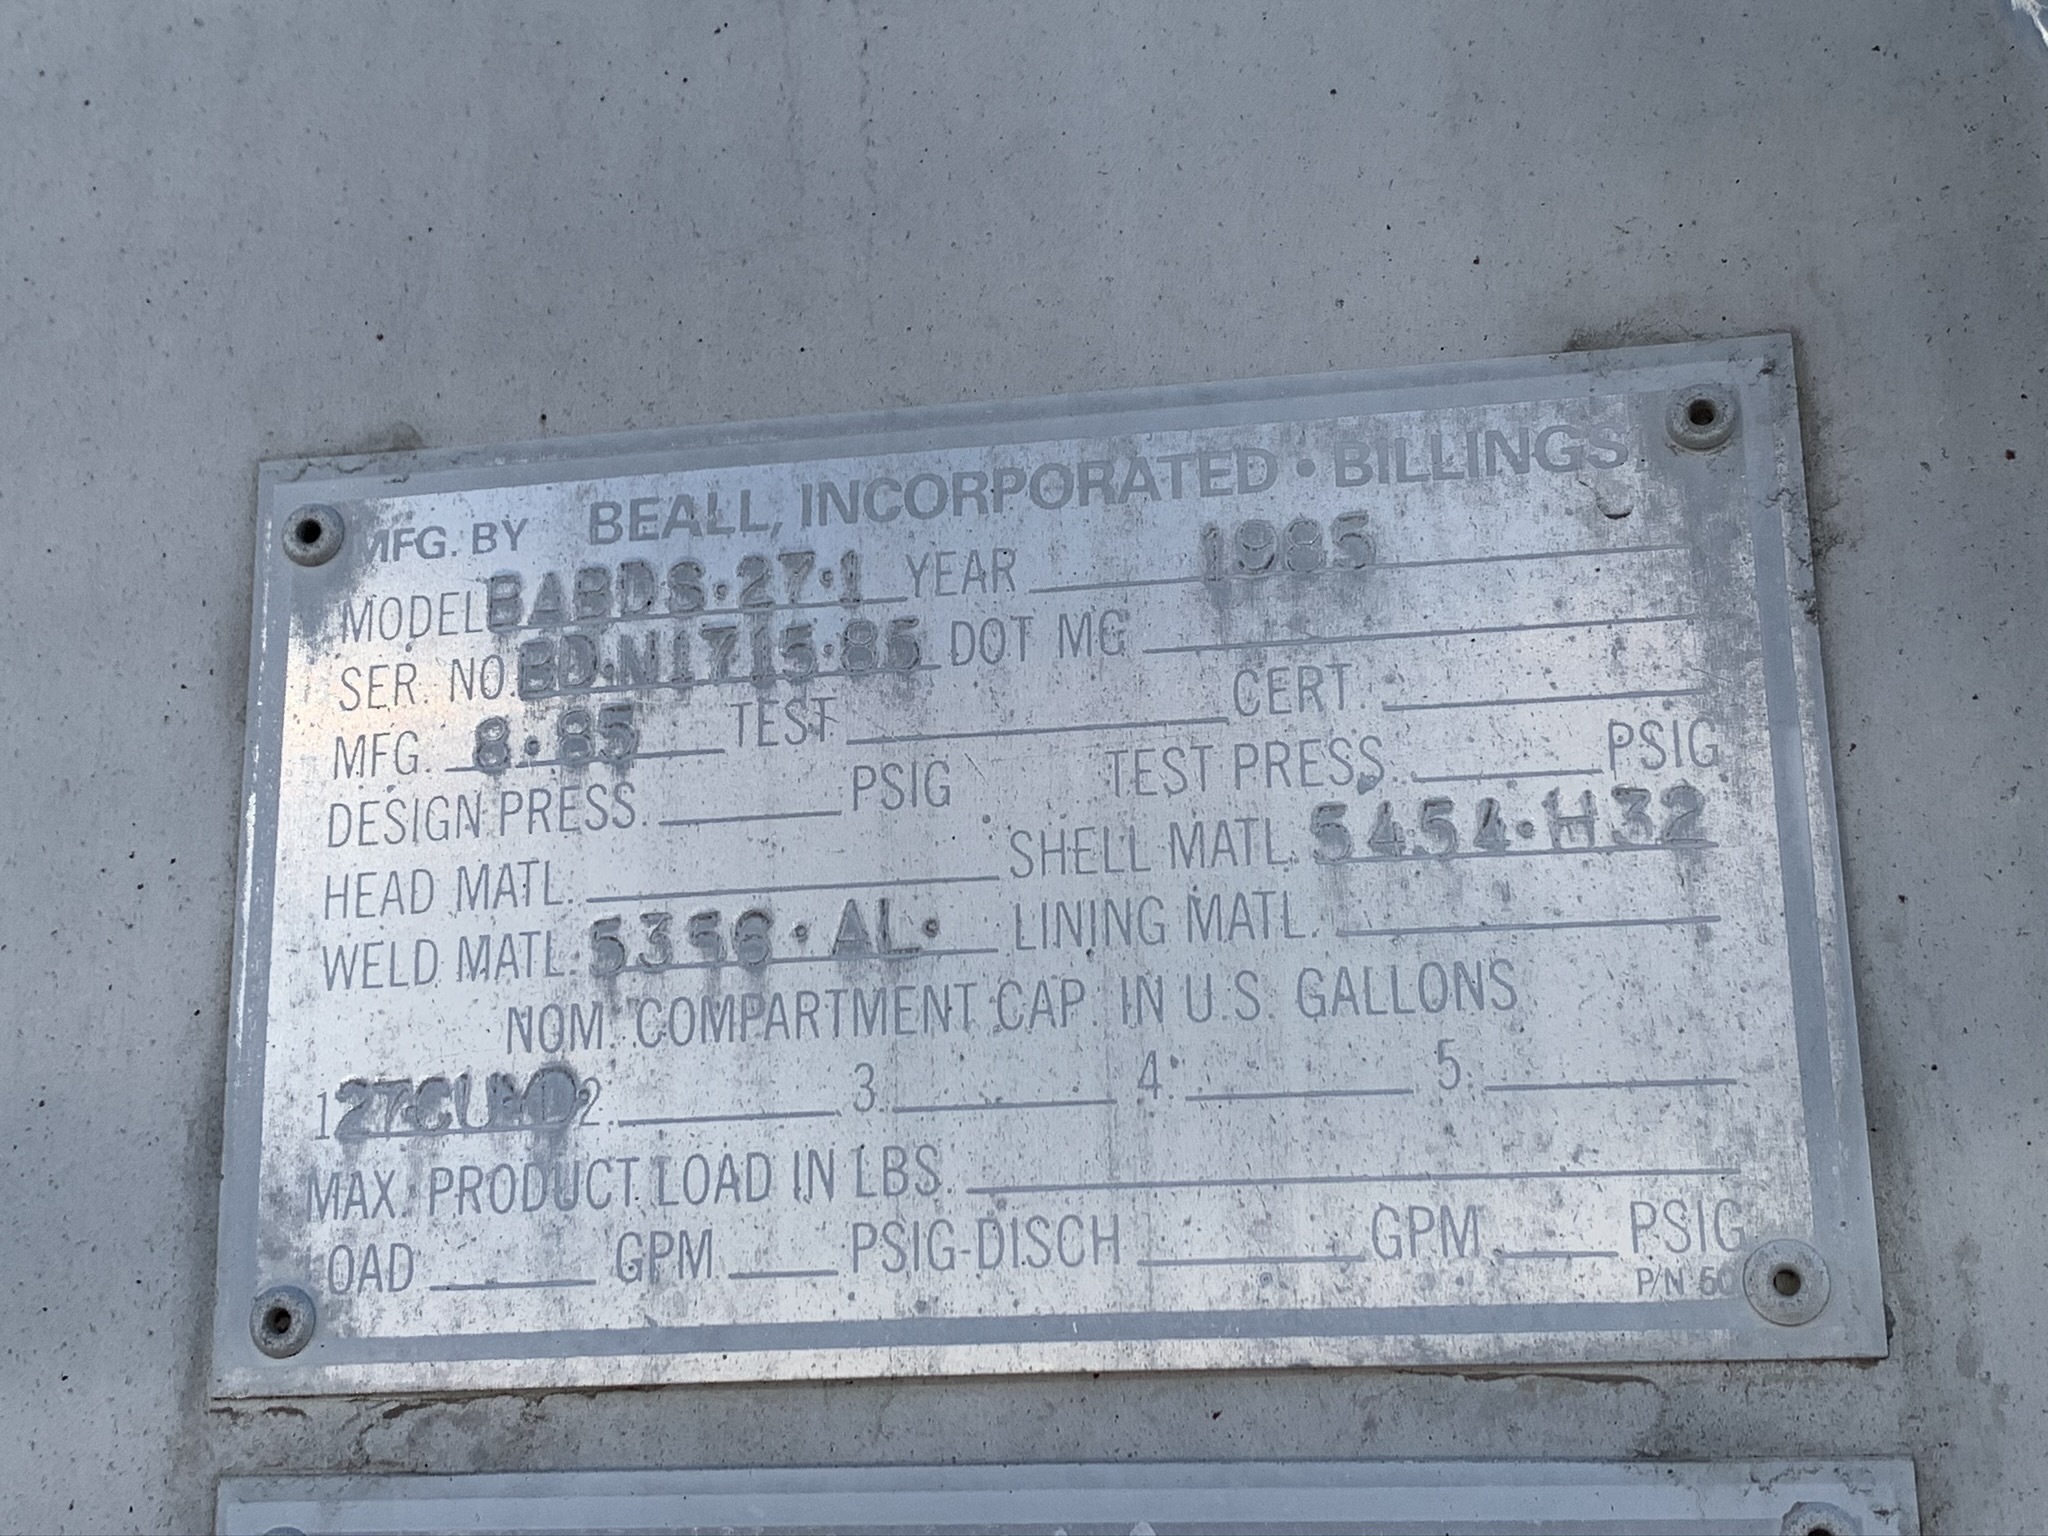 MFG. BY BEALL, INCORPORATED • BILLINGS
MODEL BABDS·27·1 YEAR 1985
SER. NO. BD·N1715·85 DOT MC
MFG. 8·85 TEST CERT.
DESIGN PRESS. PSIG TEST PRESS. PSIG
HEAD MATL. SHELL MATL. 5454·H32
WELD MATL. 5356·AL· LINING MATL.
NOM. COMPARTMENT CAP. IN U.S. GALLONS
1. 2. 3. 4. 5.
MAX. PRODUCT LOAD IN LBS.
OAD GPM PSIG-DISCH GPM PSIG
P/N 50